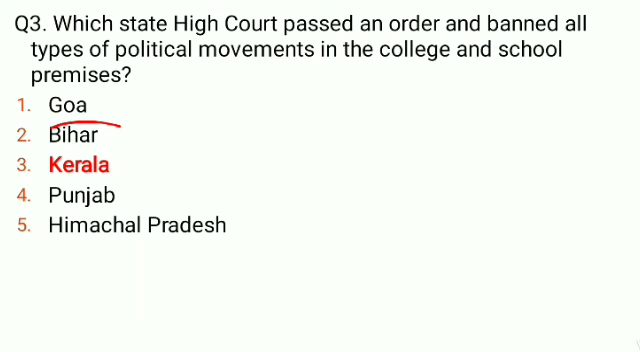 Q3. Which state High Court passed an order and banned all
types of political movements in the college and school
premises?
1. Goa
2. Bihar
3. Kerala
4. Punjab
5. Himachal Pradesh